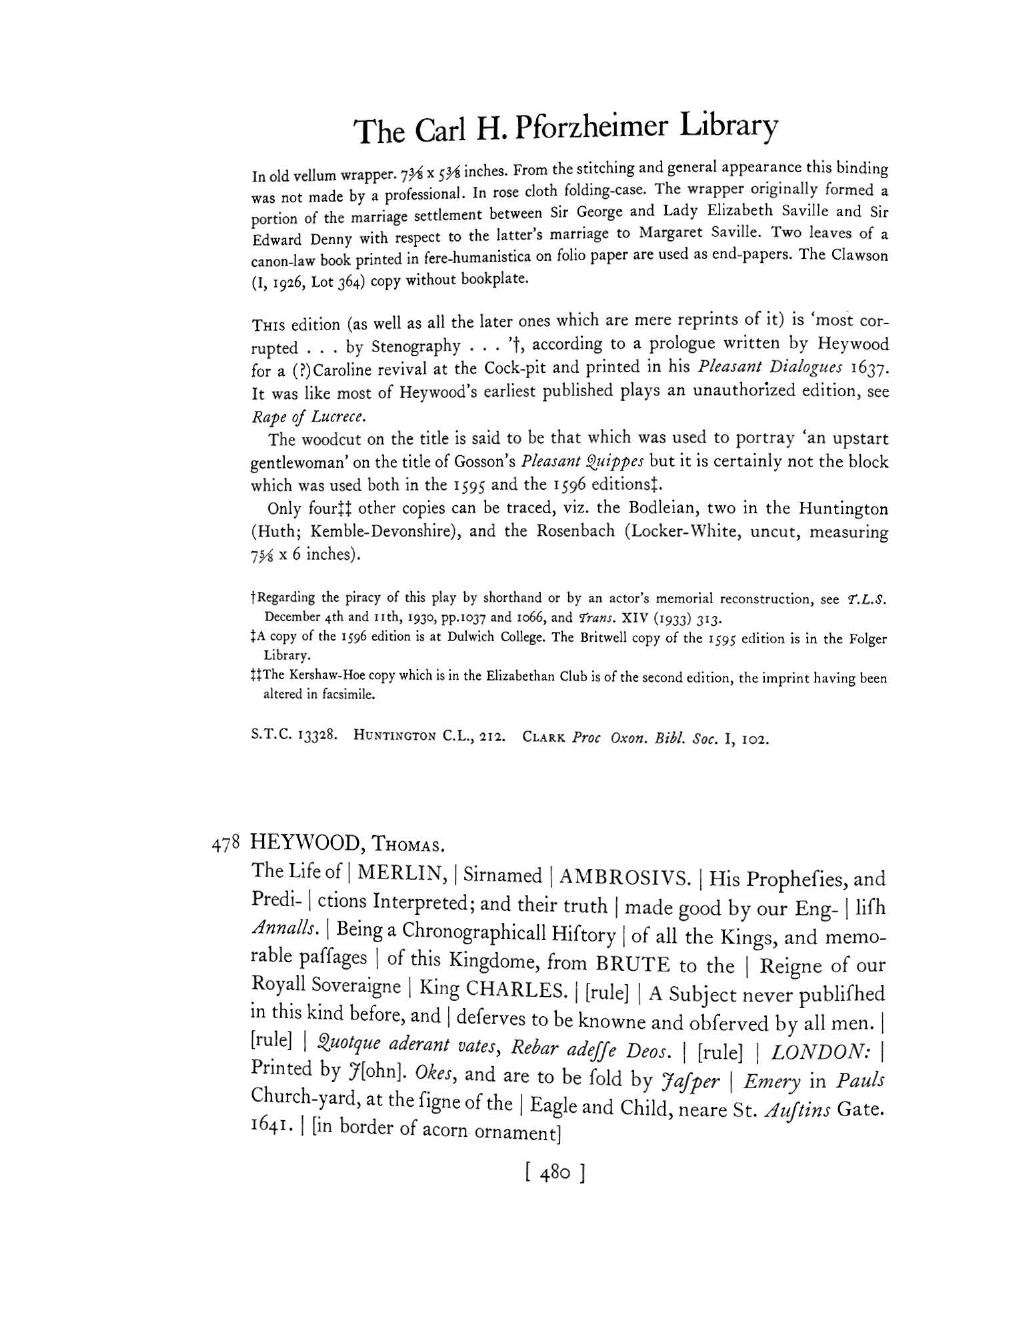 The Carl H. Pforzheimer Library
In old vellum wrapper. 7⅜ x 5⅜ inches. From the stitching and general appearance this binding
was not made by a professional. In rose cloth folding-case. The wrapper originally formed a
portion of the marriage settlement between Sir George and Lady Elizabeth Saville and Sir
Edward Denny with respect to the latter's marriage to Margaret Saville. Two leaves of a
canon-law book printed in fere-humanistica on folio paper are used as end-papers. The Clawson
(I, 1926, Lot 364) copy without bookplate.
THIS edition (as well as all the later ones which are mere reprints of it) is 'most cor-
rupted . . . by Stenography . . . '†, according to a prologue written by Heywood
for a (?)Caroline revival at the Cock-pit and printed in his Pleasant Dialogues 1637.
It was like most of Heywood's earliest published plays an unauthorized edition, see
Rape of Lucrece.
The woodcut on the title is said to be that which was used to portray 'an upstart
gentlewoman' on the title of Gosson's Pleasant Quippes but it is certainly not the block
which was used both in the 1595 and the 1596 editions‡.
Only four‡‡ other copies can be traced, viz. the Bodleian, two in the Huntington
(Huth; Kemble-Devonshire), and the Rosenbach (Locker-White, uncut, measuring
7⅝ x 6 inches).
†Regarding the piracy of this play by shorthand or by an actor's memorial reconstruction, see T.L.S.
December 4th and 11th, 1930, pp.1037 and 1066, and Trans. XIV (1933) 313.
‡A copy of the 1596 edition is at Dulwich College. The Britwell copy of the 1595 edition is in the Folger
Library.
‡‡The Kershaw-Hoe copy which is in the Elizabethan Club is of the second edition, the imprint having been
altered in facsimile.
S.T.C. 13328. HUNTINGTON C.L., 212. CLARK Proc Oxon. Bibl. Soc. I, 102.
478 HEYWOOD, THOMAS.
The Life of | MERLIN, | Sirnamed | AMBROSIVS. | His Propheſies, and
Predi- | ctions Interpreted; and their truth | made good by our Eng- | liſh
Annalls. | Being a Chronographicall Hiſtory | of all the Kings, and memo-
rable paſſages | of this Kingdome, from BRUTE to the | Reigne of our
Royall Soveraigne | King CHARLES. | [rule] | A Subject never publiſhed
in this kind before, and | deſerves to be knowne and obſerved by all men. |
[rule] | Quotque aderant vates, Rebar adeſſe Deos. | [rule] | LONDON: |
Printed by J[ohn]. Okes, and are to be ſold by Jaſper | Emery in Pauls
Church-yard, at the ſigne of the | Eagle and Child, neare St. Auſtins Gate.
1641. | [in border of acorn ornament]
[ 480 ]